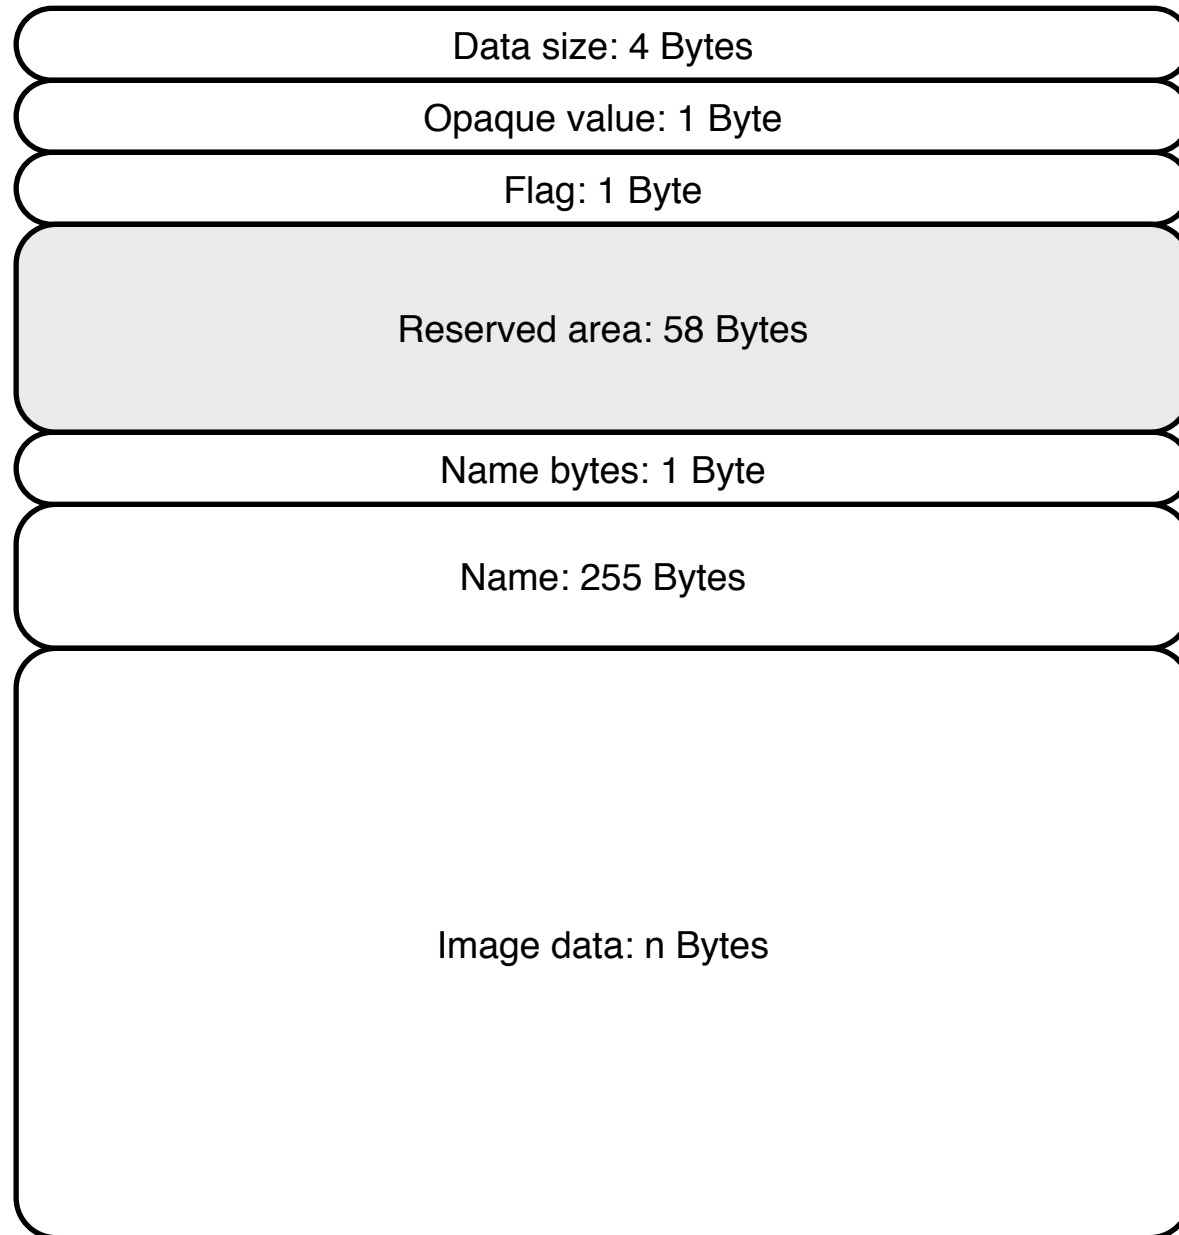 Data size: 4 Bytes
Opaque value: 1 Byte
Flag: 1 Byte
Reserved area: 58 Bytes
Name bytes: 1 Byte
Name: 255 Bytes
Image data: n Bytes